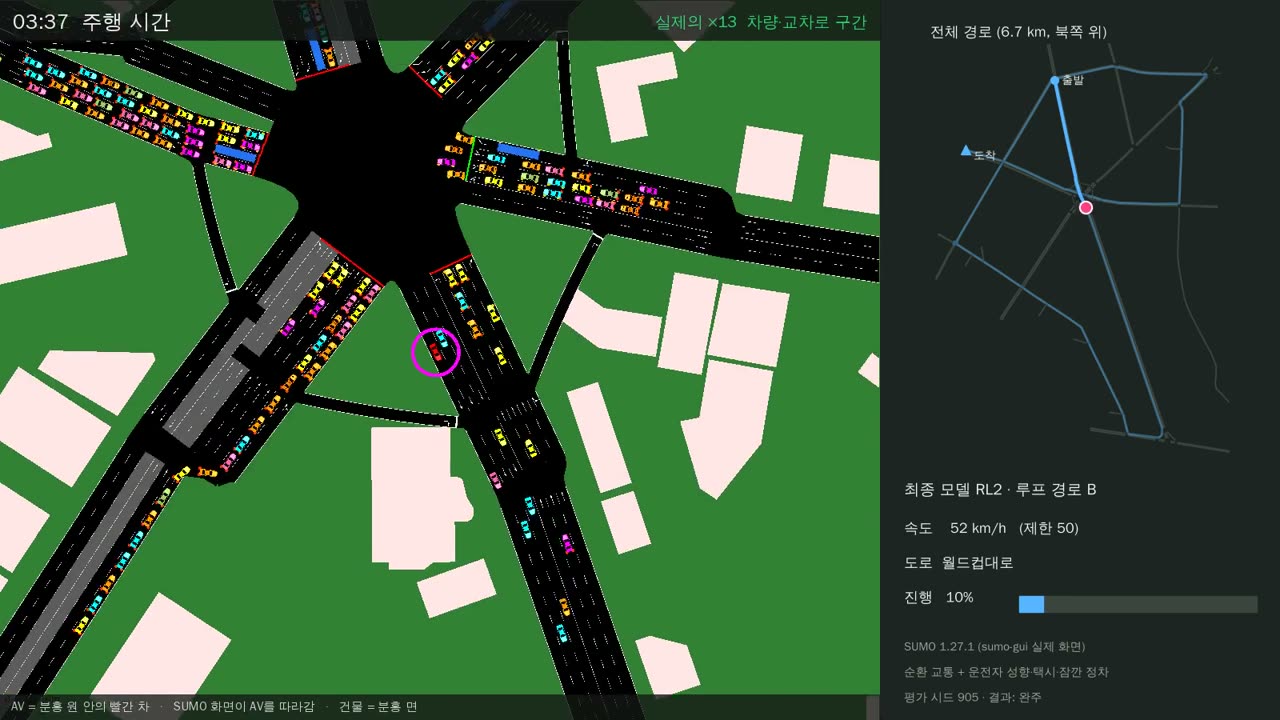 03:37 주행 시간
실제의 ×13 차량·교차로 구간
전체 경로 (6.7 km, 북쪽 위)
출발
도착
최종 모델 RL2 · 루프 경로 B
속도 52 km/h (제한 50)
도로 월드컵대로
진행 10%
SUMO 1.27.1 (sumo-gui 실제 화면)
순환 교통 + 운전자 성향·택시·잠깐 정차
평가 시드 905 · 결과: 완주
AV = 분홍 원 안의 빨간 차 · SUMO 화면이 AV를 따라감 · 건물 = 분홍 면